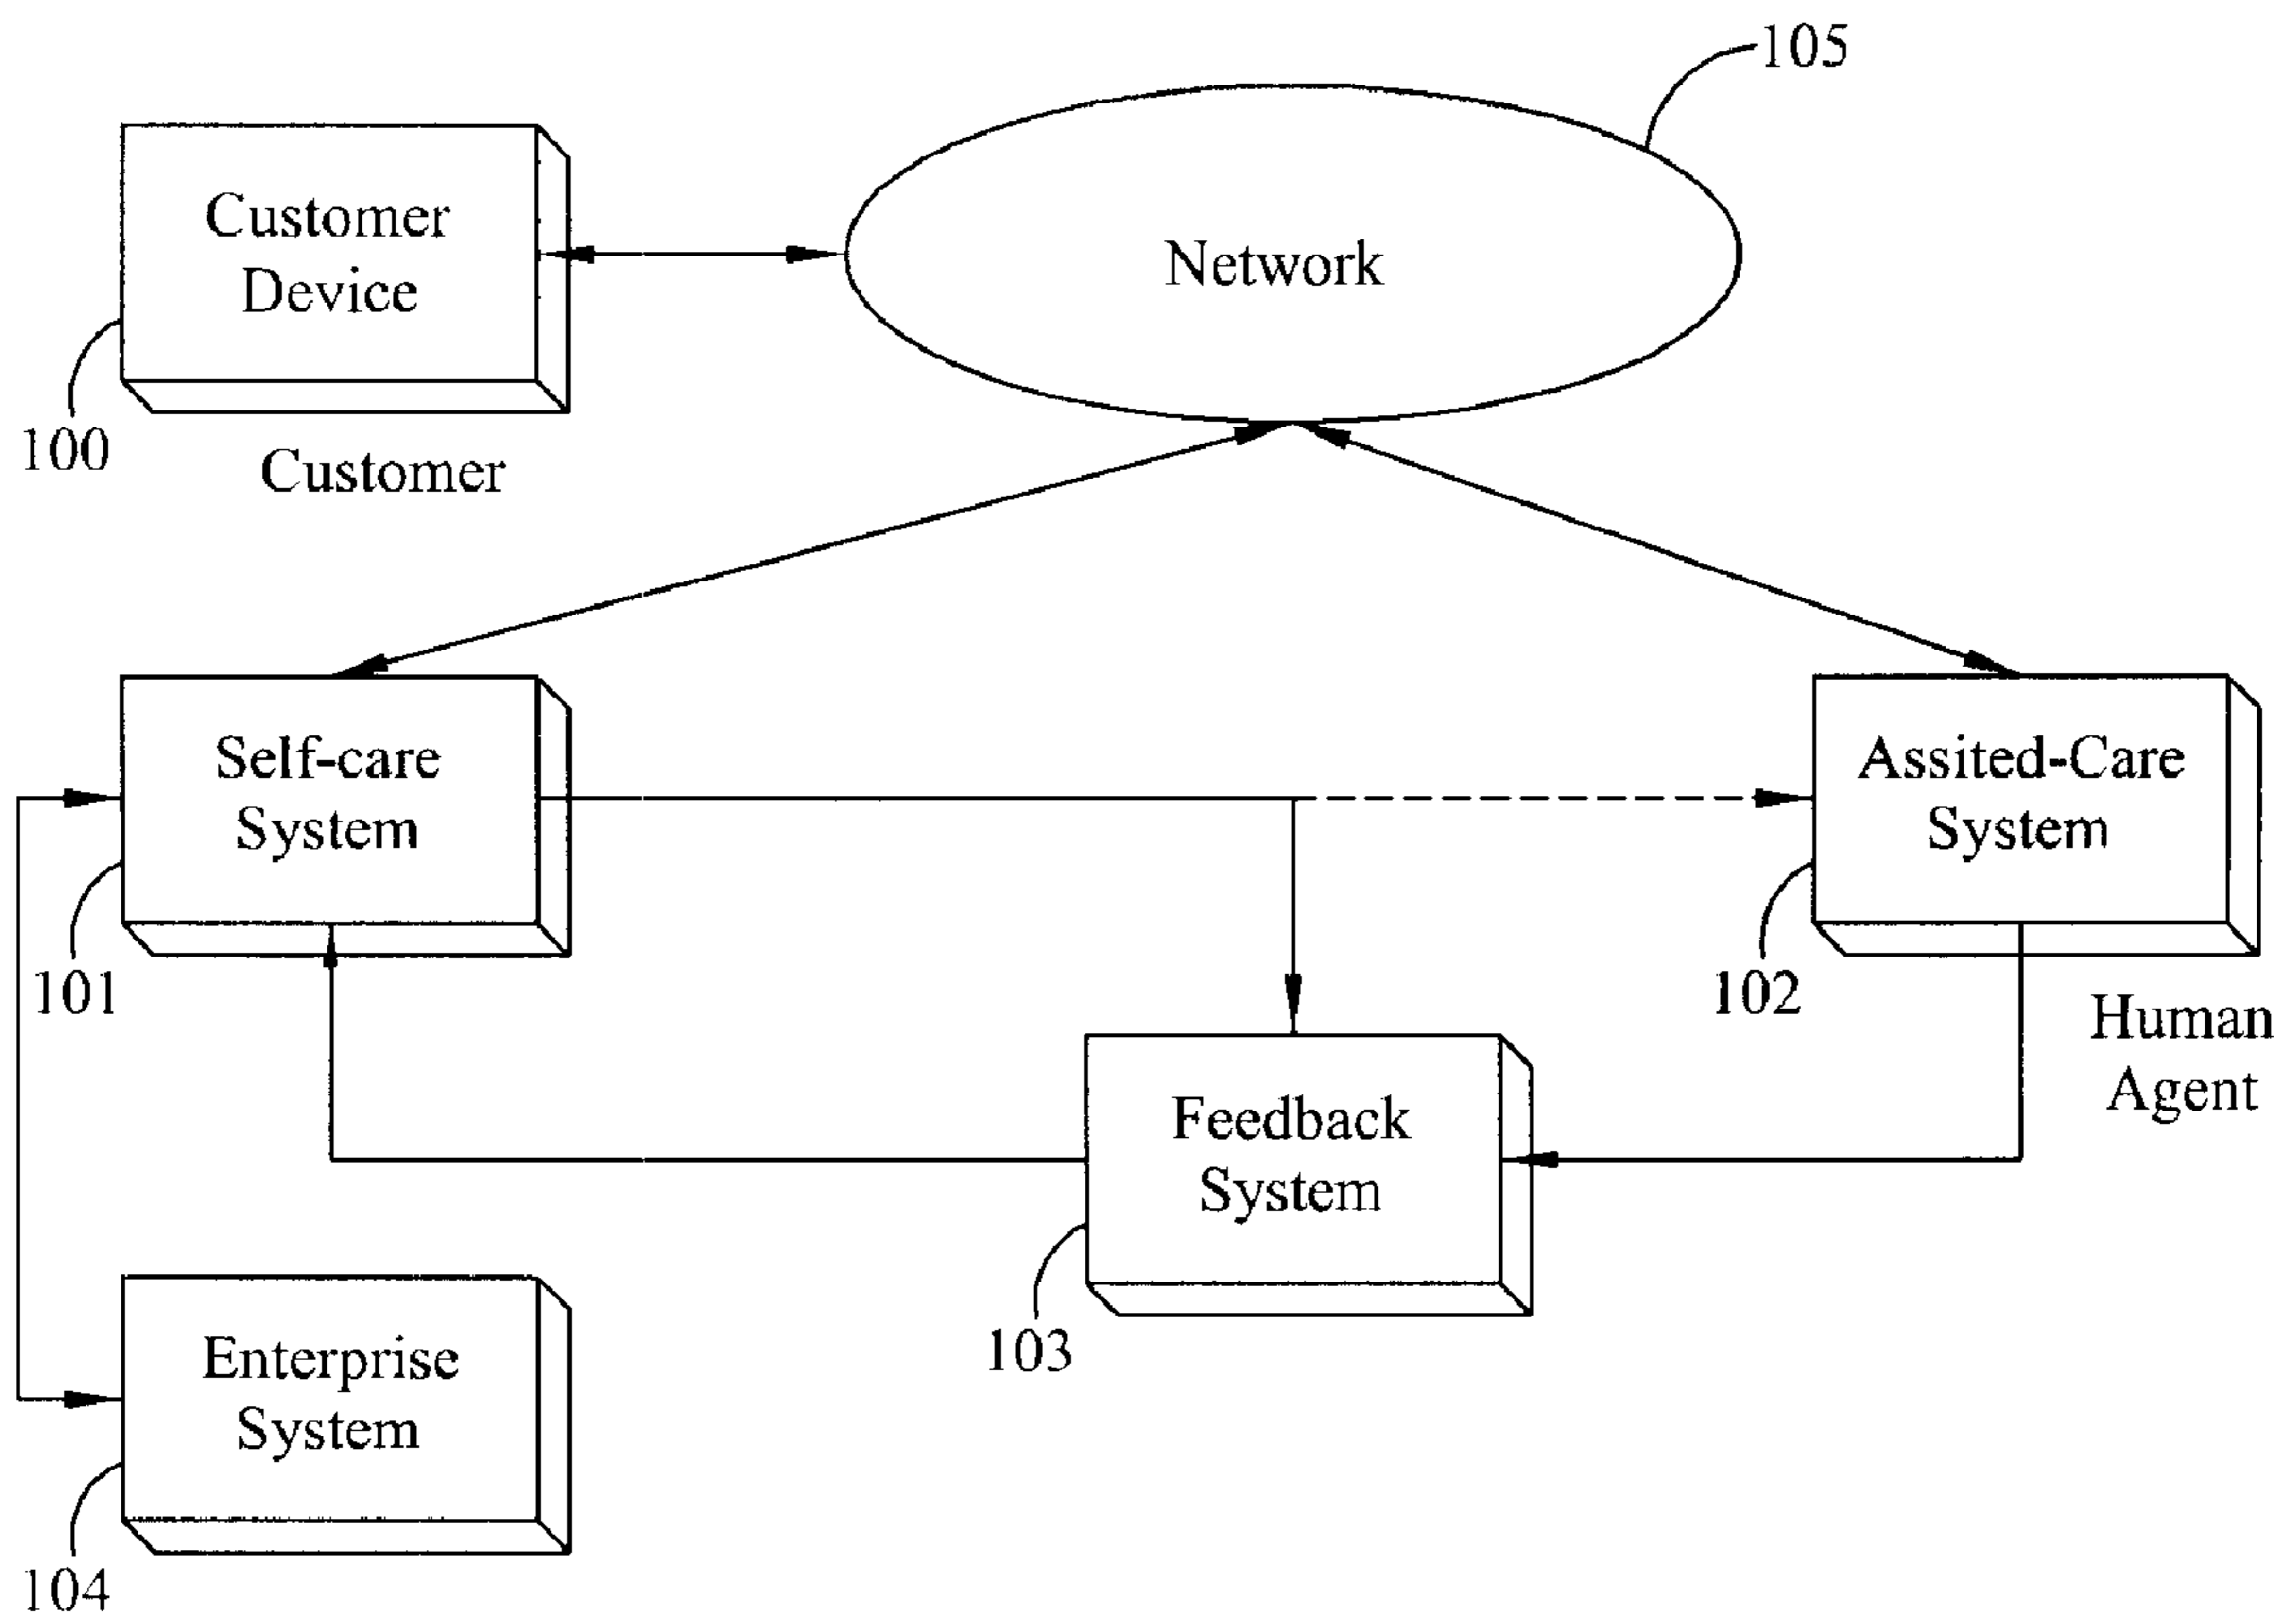 105
Customer
Device
Network
100
Customer
Self-care
System
Assited-Care
System
101
102
Human
Agent
Feedback
System
103
Enterprise
System
104